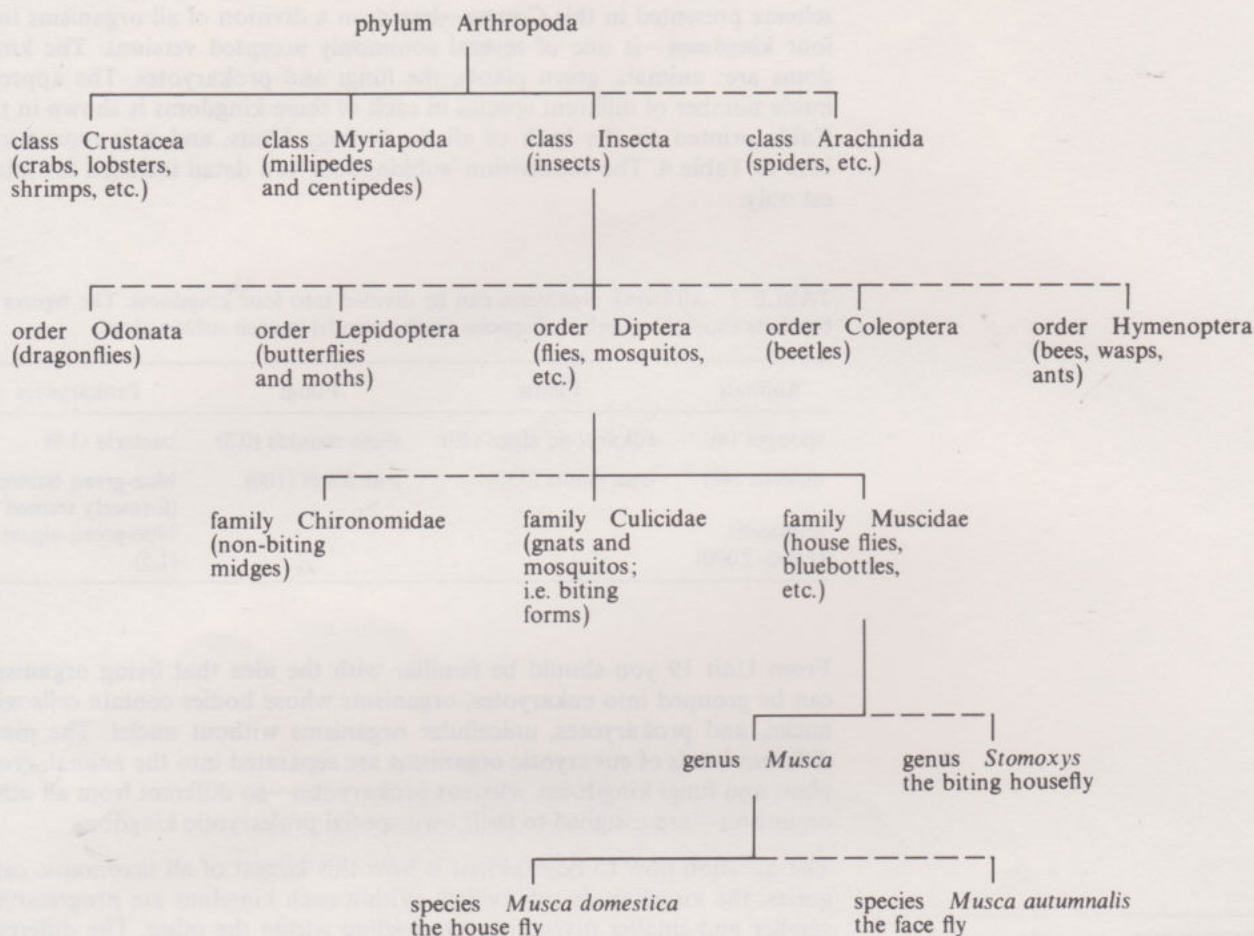 phylum Arthropoda
class Crustacea
(crabs, lobsters,
shrimps, etc.)
class Myriapoda
(millipedes
and centipedes)
class Insecta
(insects)
class Arachnida
(spiders, etc.)
order Odonata
(dragonflies)
order Lepidoptera
(butterflies
and moths)
order Diptera
(flies, mosquitos,
etc.)
order Coleoptera
(beetles)
order Hymenoptera
(bees, wasps,
ants)
family Chironomidae
(non-biting
midges)
family Culicidae
(gnats and
mosquitos;
i.e. biting
forms)
family Muscidae
(house flies,
bluebottles,
etc.)
genus Musca
genus Stomoxys
the biting housefly
species Musca domestica
the house fly
species Musca autumnalis
the face fly